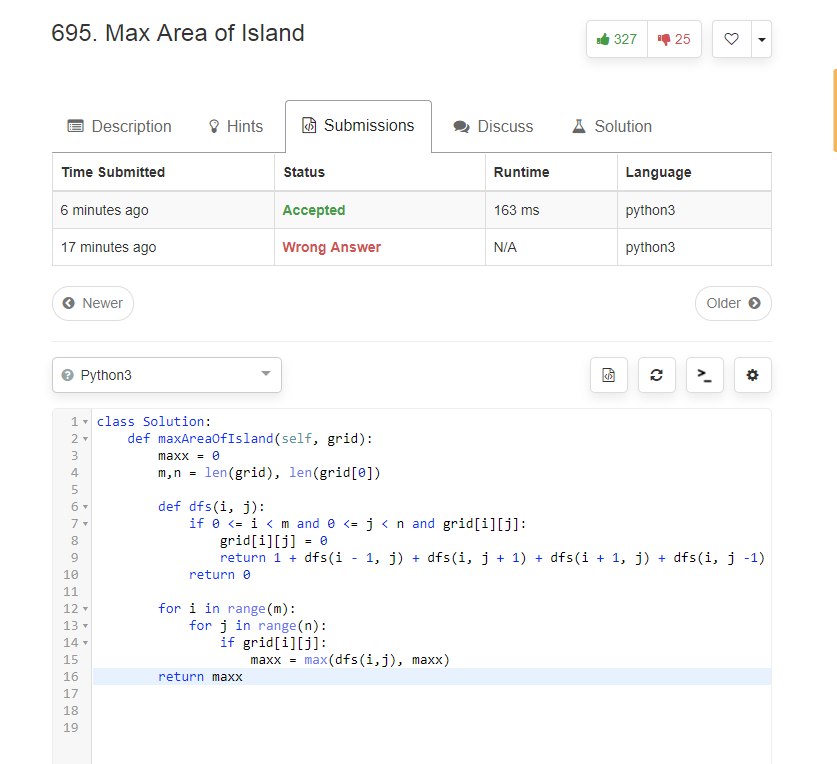 695. Max Area of Island
327
25
Description
Hints
Submissions
Discuss
Solution
Time Submitted Status Runtime Language
6 minutes ago Accepted 163 ms python3
17 minutes ago Wrong Answer N/A python3
Newer
Older
Python3
1 class Solution:
2     def maxAreaOfIsland(self, grid):
3         maxx = 0
4         m,n = len(grid), len(grid[0])
5
6         def dfs(i, j):
7             if 0 <= i < m and 0 <= j < n and grid[i][j]:
8                 grid[i][j] = 0
9                 return 1 + dfs(i - 1, j) + dfs(i, j + 1) + dfs(i + 1, j) + dfs(i, j -1)
10             return 0
11
12         for i in range(m):
13             for j in range(n):
14                 if grid[i][j]:
15                     maxx = max(dfs(i,j), maxx)
16         return maxx
17
18
19